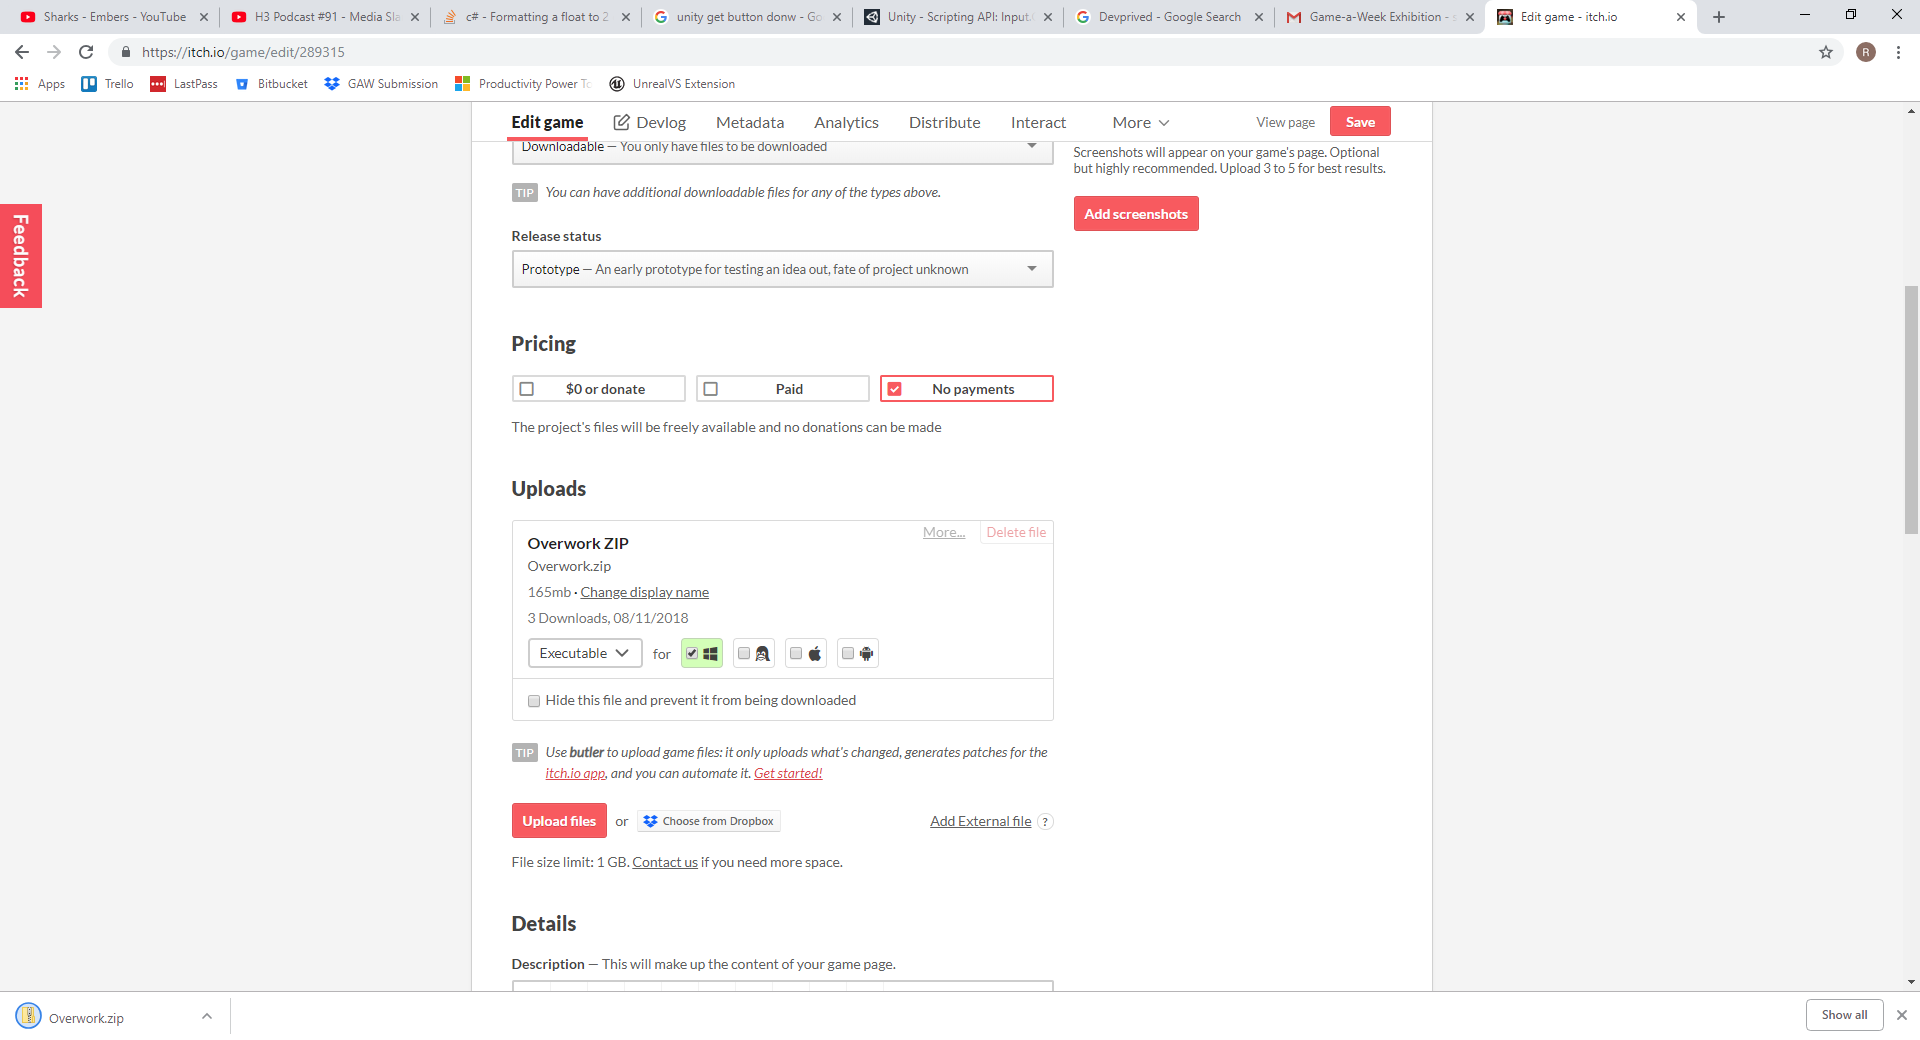 Sharks - Embers - YouTube
H3 Podcast #91 - Media Sla
c# - Formatting a float to 2
unity get button donw - Go
Unity - Scripting API: Input.
Devprived - Google Search
Game-a-Week Exhibition - s
Edit game - itch.io
https://itch.io/game/edit/289315
R
Apps
Trello
LastPass
Bitbucket
GAW Submission
Productivity Power To
UnrealVS Extension
Edit game
Devlog
Metadata
Analytics
Distribute
Interact
More
View page
Save
Downloadable — You only have files to be downloaded
TIP You can have additional downloadable files for any of the types above.
Screenshots will appear on your game's page. Optional
but highly recommended. Upload 3 to 5 for best results.
Add screenshots
Feedback
Release status
Prototype — An early prototype for testing an idea out, fate of project unknown
Pricing
$0 or donate
Paid
No payments
The project's files will be freely available and no donations can be made
Uploads
More...
Delete file
Overwork ZIP
Overwork.zip
165mb · Change display name
3 Downloads, 08/11/2018
Executable for
Hide this file and prevent it from being downloaded
TIP Use butler to upload game files: it only uploads what's changed, generates patches for the
itch.io app, and you can automate it. Get started!
Upload files or Choose from Dropbox
Add External file ?
File size limit: 1 GB. Contact us if you need more space.
Details
Description — This will make up the content of your game page.
Overwork.zip
Show all